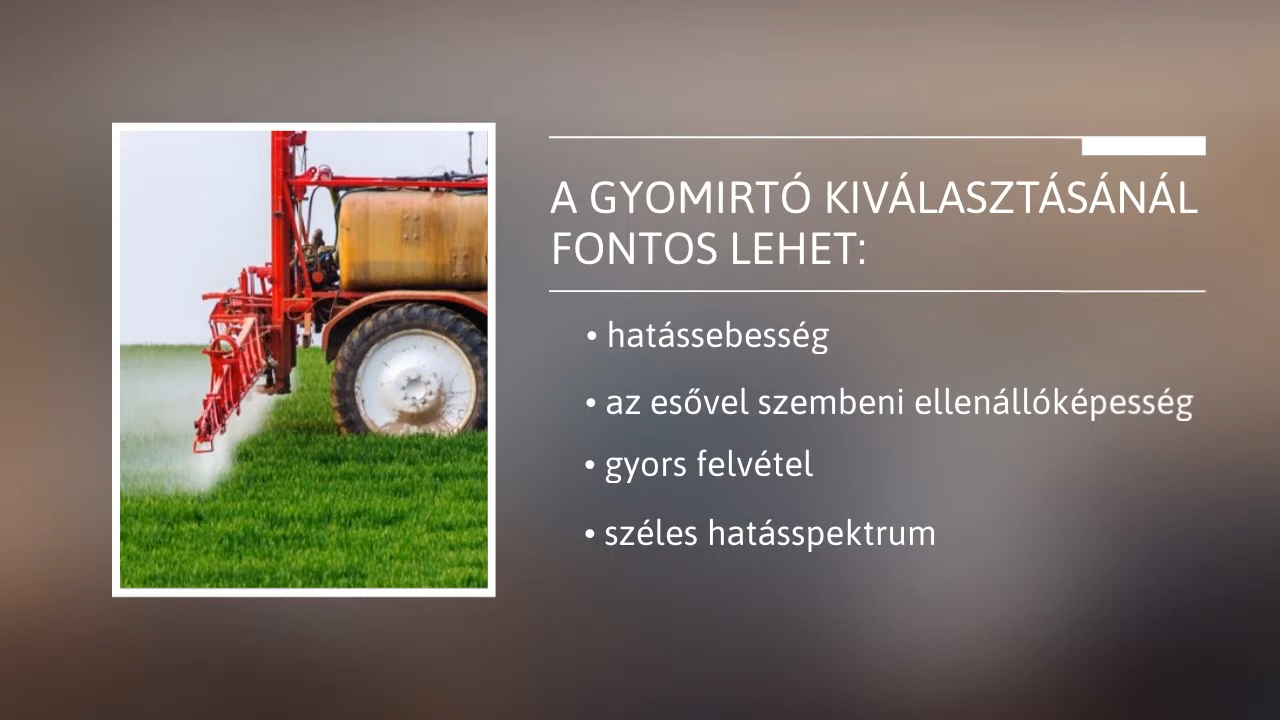 A GYOMIRTÓ KIVÁLASZTÁSÁNÁL
FONTOS LEHET:
• hatássebesség
• az esővel szembeni ellenállóképesség
• gyors felvétel
• széles hatásspektrum